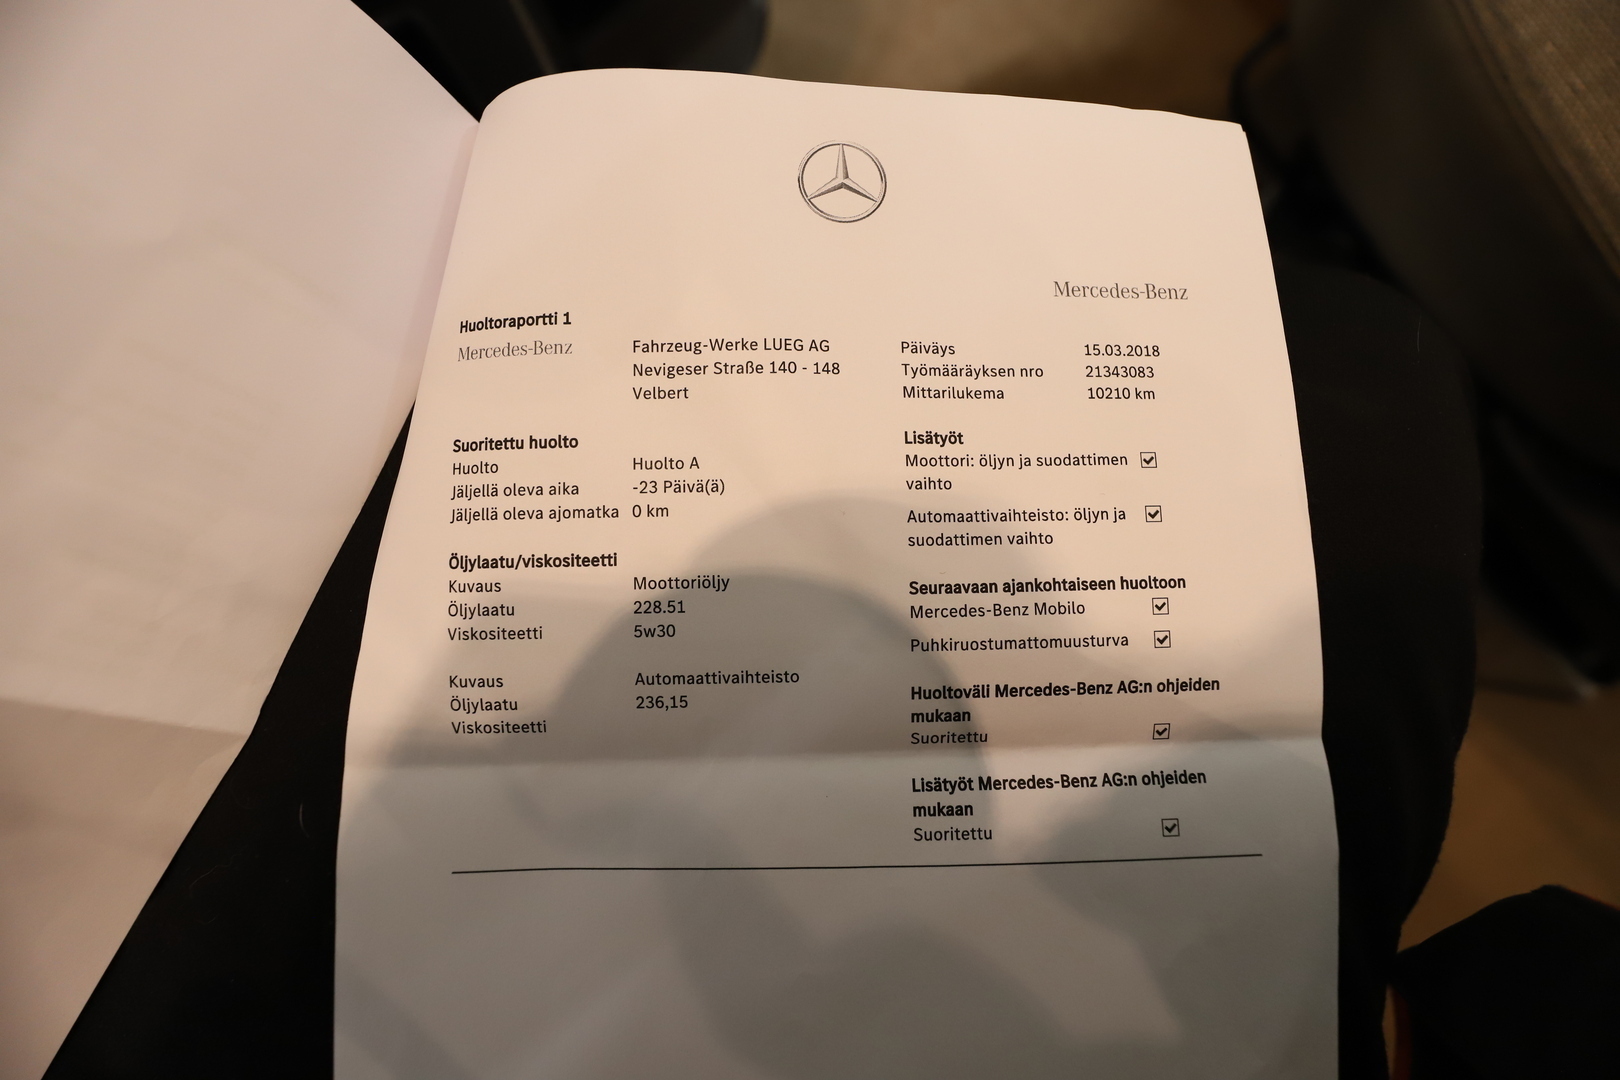 Mercedes-Benz
Huoltoraportti 1
Mercedes-Benz
Fahrzeug-Werke LUEG AG
Nevigeser Straße 140 - 148
Velbert
Päiväys 15.03.2018
Työmääräyksen nro 21343083
Mittarilukema 10210 km
Suoritettu huolto
Huolto Huolto A
Jäljellä oleva aika -23 Päivä(ä)
Jäljellä oleva ajomatka 0 km
Öljylaatu/viskositeetti
Kuvaus Moottoriöljy
Öljylaatu 228.51
Viskositeetti 5w30
Kuvaus Automaattivaihteisto
Öljylaatu 236,15
Viskositeetti
Lisätyöt
Moottori: öljyn ja suodattimen
vaihto
Automaattivaihteisto: öljyn ja
suodattimen vaihto
Seuraavaan ajankohtaiseen huoltoon
Mercedes-Benz Mobilo
Puhkiruostumattomuusturva
Huoltoväli Mercedes-Benz AG:n ohjeiden
mukaan
Suoritettu
Lisätyöt Mercedes-Benz AG:n ohjeiden
mukaan
Suoritettu